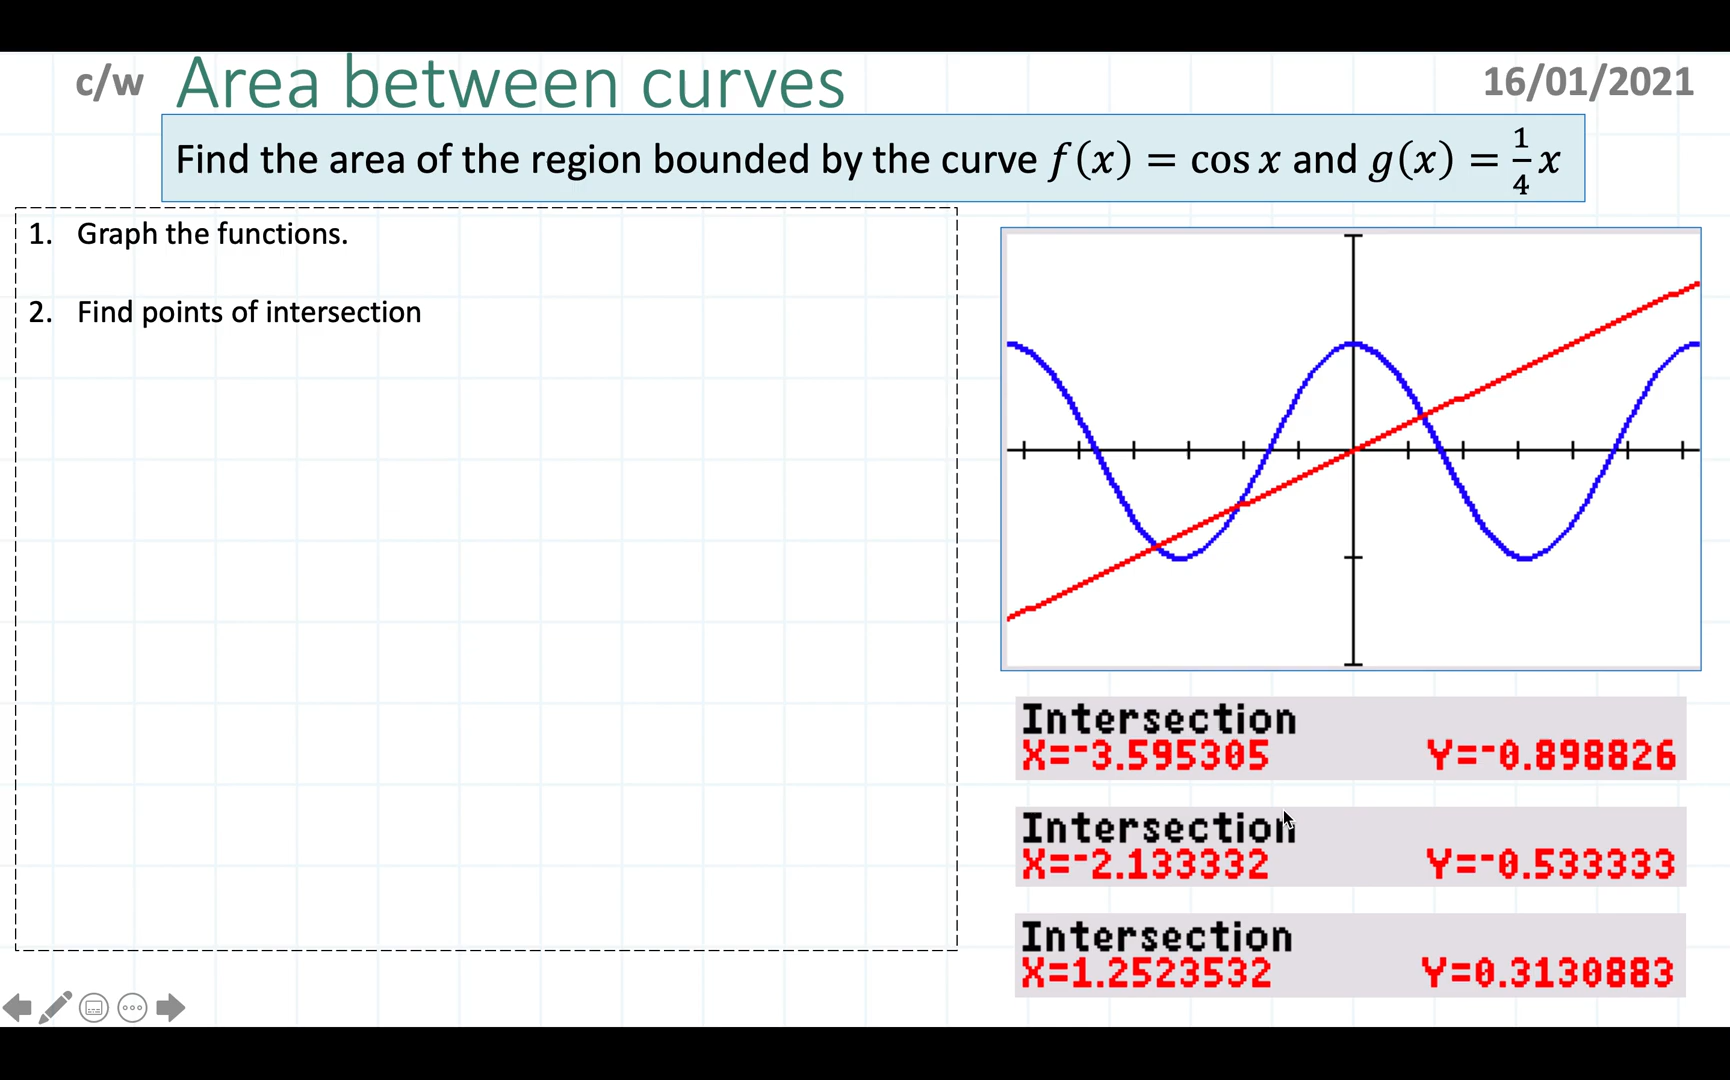 c/w Area between curves 16/01/2021
Find the area of the region bounded by the curve f(x) = cos x and g(x) = 1/4 x
1. Graph the functions.
2. Find points of intersection
Intersection
X=-3.595305 Y=-0.898826
Intersection
X=-2.133332 Y=-0.533333
Intersection
X=1.2523532 Y=0.3130883